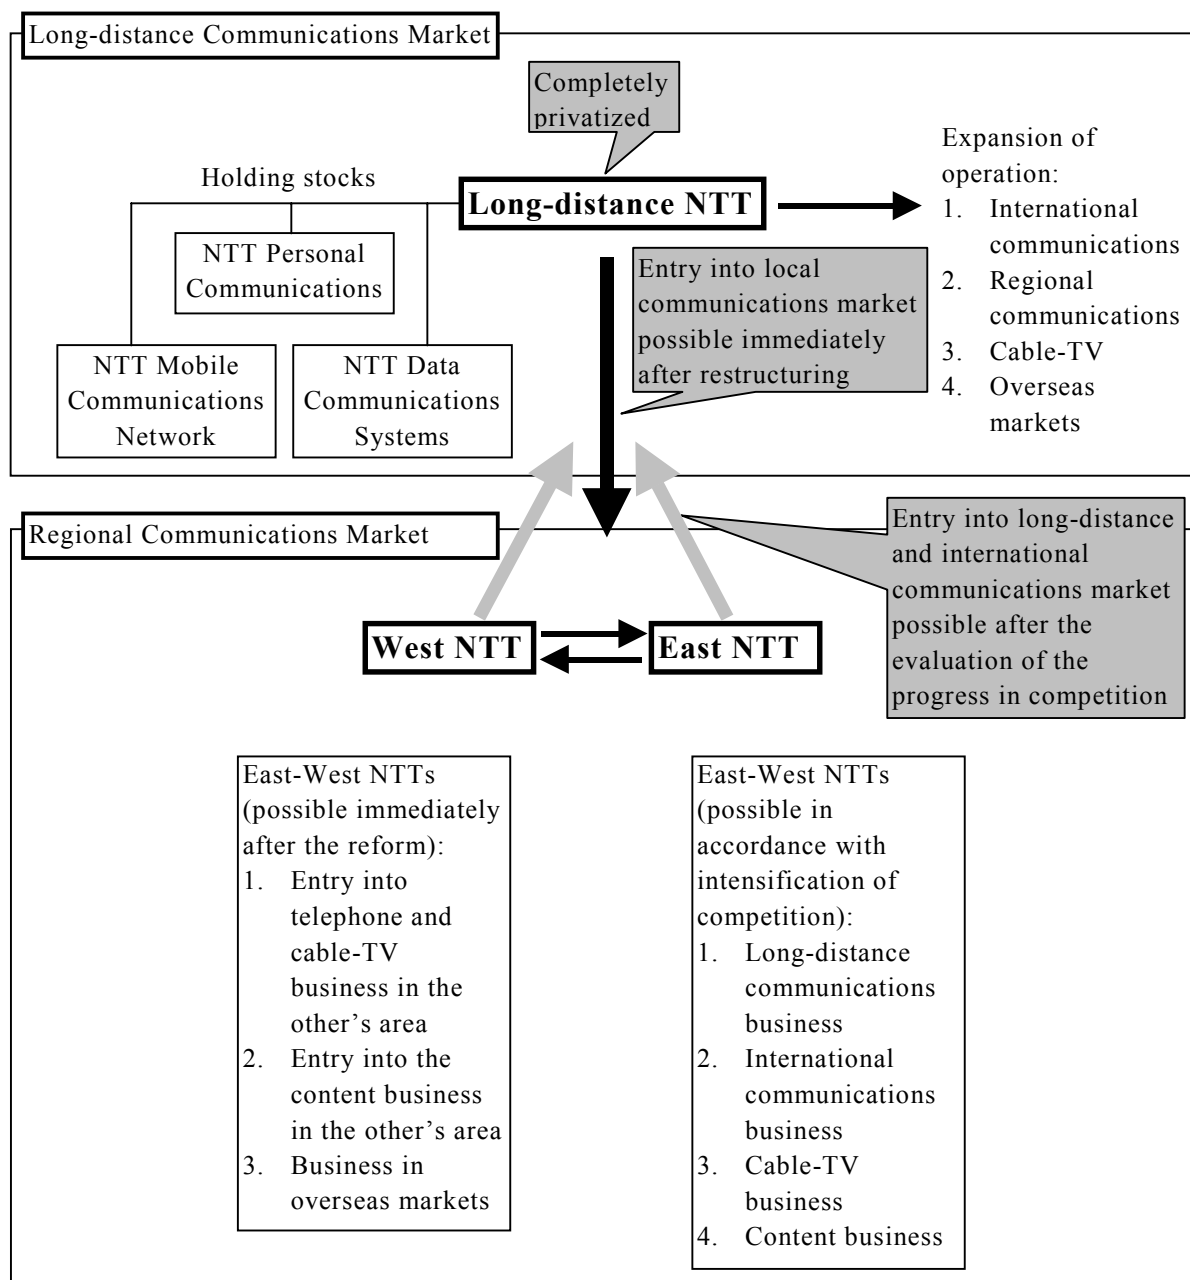 Long-distance Communications Market
Completely
privatized
Holding stocks
Long-distance NTT
Expansion of
operation:
1. International
communications
2. Regional
communications
3. Cable-TV
4. Overseas
markets
NTT Personal
Communications
NTT Mobile
Communications
Network
NTT Data
Communications
Systems
Entry into local
communications market
possible immediately
after restructuring
Regional Communications Market
Entry into long-distance
and international
communications market
possible after the
evaluation of the
progress in competition
West NTT
East NTT
East-West NTTs
(possible immediately
after the reform):
1. Entry into
telephone and
cable-TV
business in the
other’s area
2. Entry into the
content business
in the other’s area
3. Business in
overseas markets
East-West NTTs
(possible in
accordance with
intensification of
competition):
1. Long-distance
communications
business
2. International
communications
business
3. Cable-TV
business
4. Content business